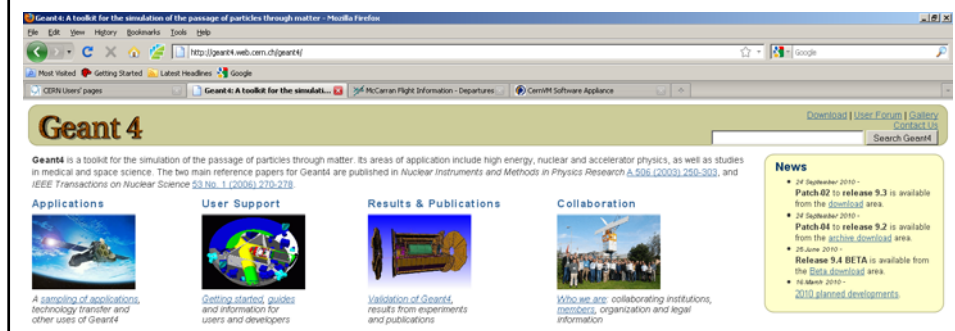 Geant4: A toolkit for the simulation of the passage of particles through matter - Mozilla Firefox
File Edit View History Bookmarks Tools Help
http://geant4.web.cern.ch/geant4/
Google
Most Visited Getting Started Latest Headlines Google
CERN Users' pages Geant4: A toolkit for the simulati... McCarran Flight Information - Departures CernVM Software Appliance
Geant 4
Download | User Forum | Gallery
Contact Us
Search Geant4
Geant4 is a toolkit for the simulation of the passage of particles through matter. Its areas of application include high energy, nuclear and accelerator physics, as well as studies
in medical and space science. The two main reference papers for Geant4 are published in Nuclear Instruments and Methods in Physics Research A 506 (2003) 250-303, and
IEEE Transactions on Nuclear Science 53 No. 1 (2006) 270-278.
Applications
A sampling of applications,
technology transfer and
other uses of Geant4
User Support
Getting started, guides
and information for
users and developers
Results & Publications
Validation of Geant4,
results from experiments
and publications
Collaboration
Who we are: collaborating institutions,
members, organization and legal
information
News
24 September 2010 -
Patch-02 to release 9.3 is available
from the download area.
24 September 2010 -
Patch-04 to release 9.2 is available
from the archive download area.
25 June 2010 -
Release 9.4 BETA is available from
the Beta download area.
16 March 2010 -
2010 planned developments.